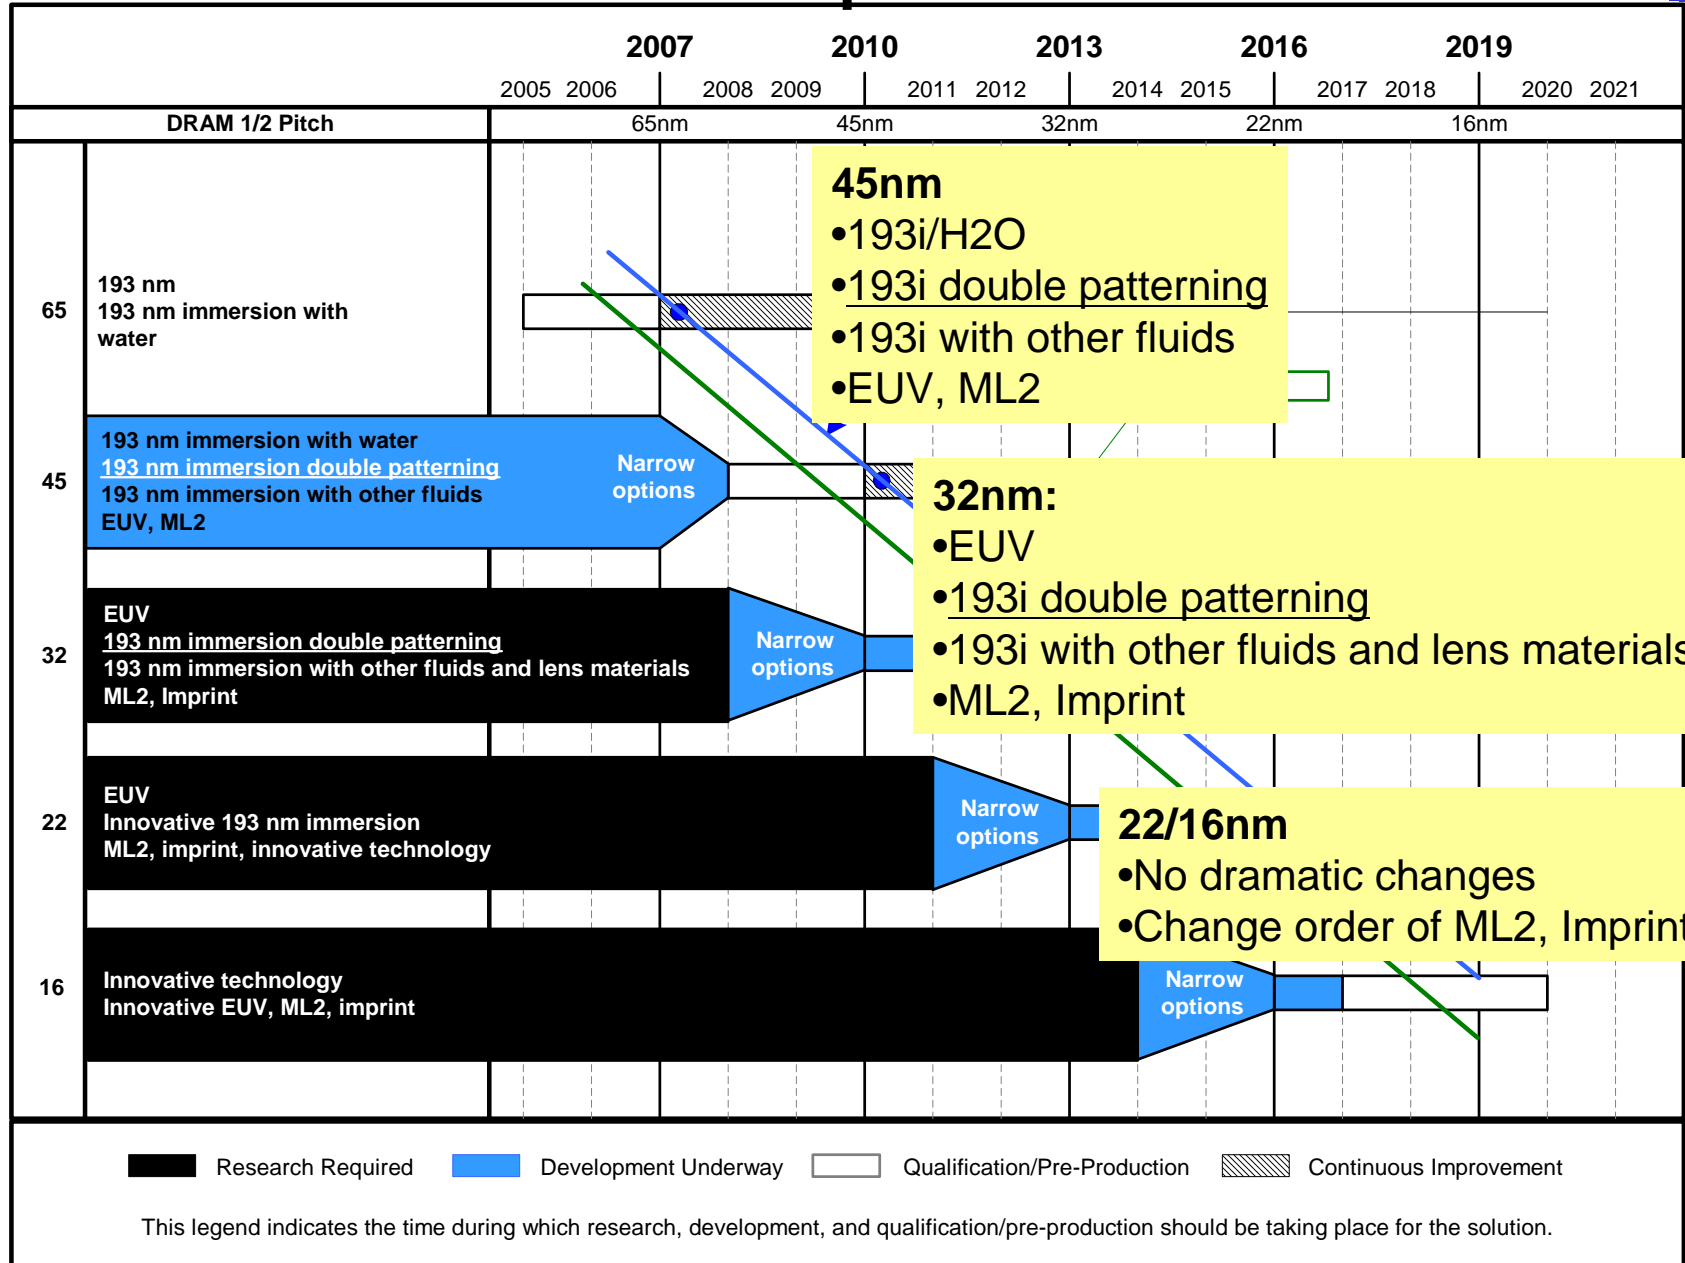 2007 2010 2013 2016 2019
2005 2006 2008 2009 2011 2012 2014 2015 2017 2018 2020 2021
DRAM 1/2 Pitch 65nm 45nm 32nm 22nm 16nm
65
193 nm
193 nm immersion with
water
45nm
•193i/H2O
•193i double patterning
•193i with other fluids
•EUV, ML2
45
193 nm immersion with water
193 nm immersion double patterning
193 nm immersion with other fluids
EUV, ML2
Narrow
options
32nm:
•EUV
•193i double patterning
•193i with other fluids and lens materials
•ML2, Imprint
32
EUV
193 nm immersion double patterning
193 nm immersion with other fluids and lens materials
ML2, Imprint
Narrow
options
22
EUV
Innovative 193 nm immersion
ML2, imprint, innovative technology
Narrow
options
22/16nm
•No dramatic changes
•Change order of ML2, Imprint
16
Innovative technology
Innovative EUV, ML2, imprint
Narrow
options
Research Required Development Underway Qualification/Pre-Production Continuous Improvement
This legend indicates the time during which research, development, and qualification/pre-production should be taking place for the solution.